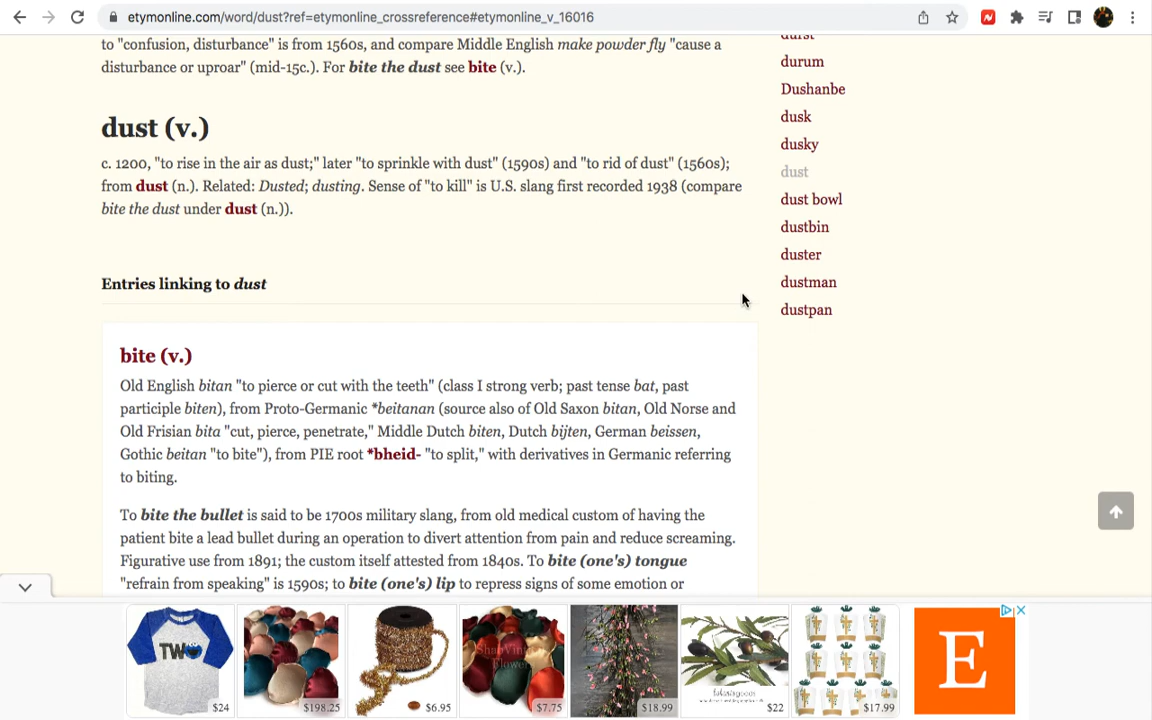 etymonline.com/word/dust?ref=etymonline_crossreference#etymonline_v_16016
to "confusion, disturbance" is from 1560s, and compare Middle English make powder fly "cause a
disturbance or uproar" (mid-15c.). For bite the dust see bite (v.).
dust (v.)
c. 1200, "to rise in the air as dust;" later "to sprinkle with dust" (1590s) and "to rid of dust" (1560s);
from dust (n.). Related: Dusted; dusting. Sense of "to kill" is U.S. slang first recorded 1938 (compare
bite the dust under dust (n.)).
Entries linking to dust
bite (v.)
Old English bitan "to pierce or cut with the teeth" (class I strong verb; past tense bat, past
participle biten), from Proto-Germanic *beitanan (source also of Old Saxon bitan, Old Norse and
Old Frisian bita "cut, pierce, penetrate," Middle Dutch biten, Dutch bijten, German beissen,
Gothic beitan "to bite"), from PIE root *bheid- "to split," with derivatives in Germanic referring
to biting.
To bite the bullet is said to be 1700s military slang, from old medical custom of having the
patient bite a lead bullet during an operation to divert attention from pain and reduce screaming.
Figurative use from 1891; the custom itself attested from 1840s. To bite (one's) tongue
"refrain from speaking" is 1590s; to bite (one's) lip to repress signs of some emotion or
durst
durum
Dushanbe
dusk
dusky
dust
dust bowl
dustbin
duster
dustman
dustpan
TW
$24
$198.25
$6.95
$7.75
$18.99
$22
$17.99
E